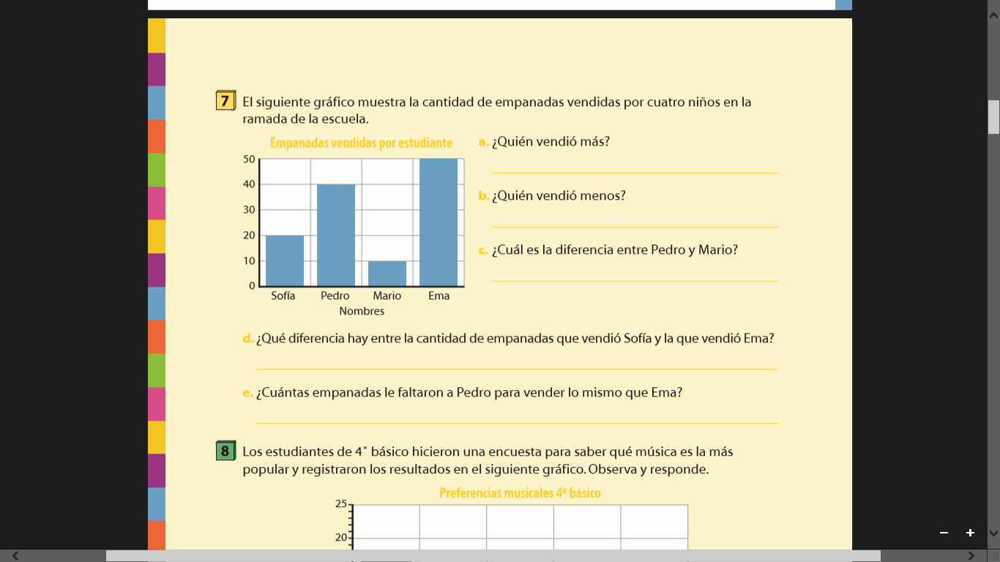 7 El siguiente gráfico muestra la cantidad de empanadas vendidas por cuatro niños en la
ramada de la escuela.
Empanadas vendidas por estudiante
50
40
30
20
10
0
Sofía Pedro Mario Ema
Nombres
a. ¿Quién vendió más?
b. ¿Quién vendió menos?
c. ¿Cuál es la diferencia entre Pedro y Mario?
d. ¿Qué diferencia hay entre la cantidad de empanadas que vendió Sofía y la que vendió Ema?
e. ¿Cuántas empanadas le faltaron a Pedro para vender lo mismo que Ema?
8 Los estudiantes de 4˚ básico hicieron una encuesta para saber qué música es la más
popular y registraron los resultados en el siguiente gráfico. Observa y responde.
Preferencias musicales 4º básico
25
20